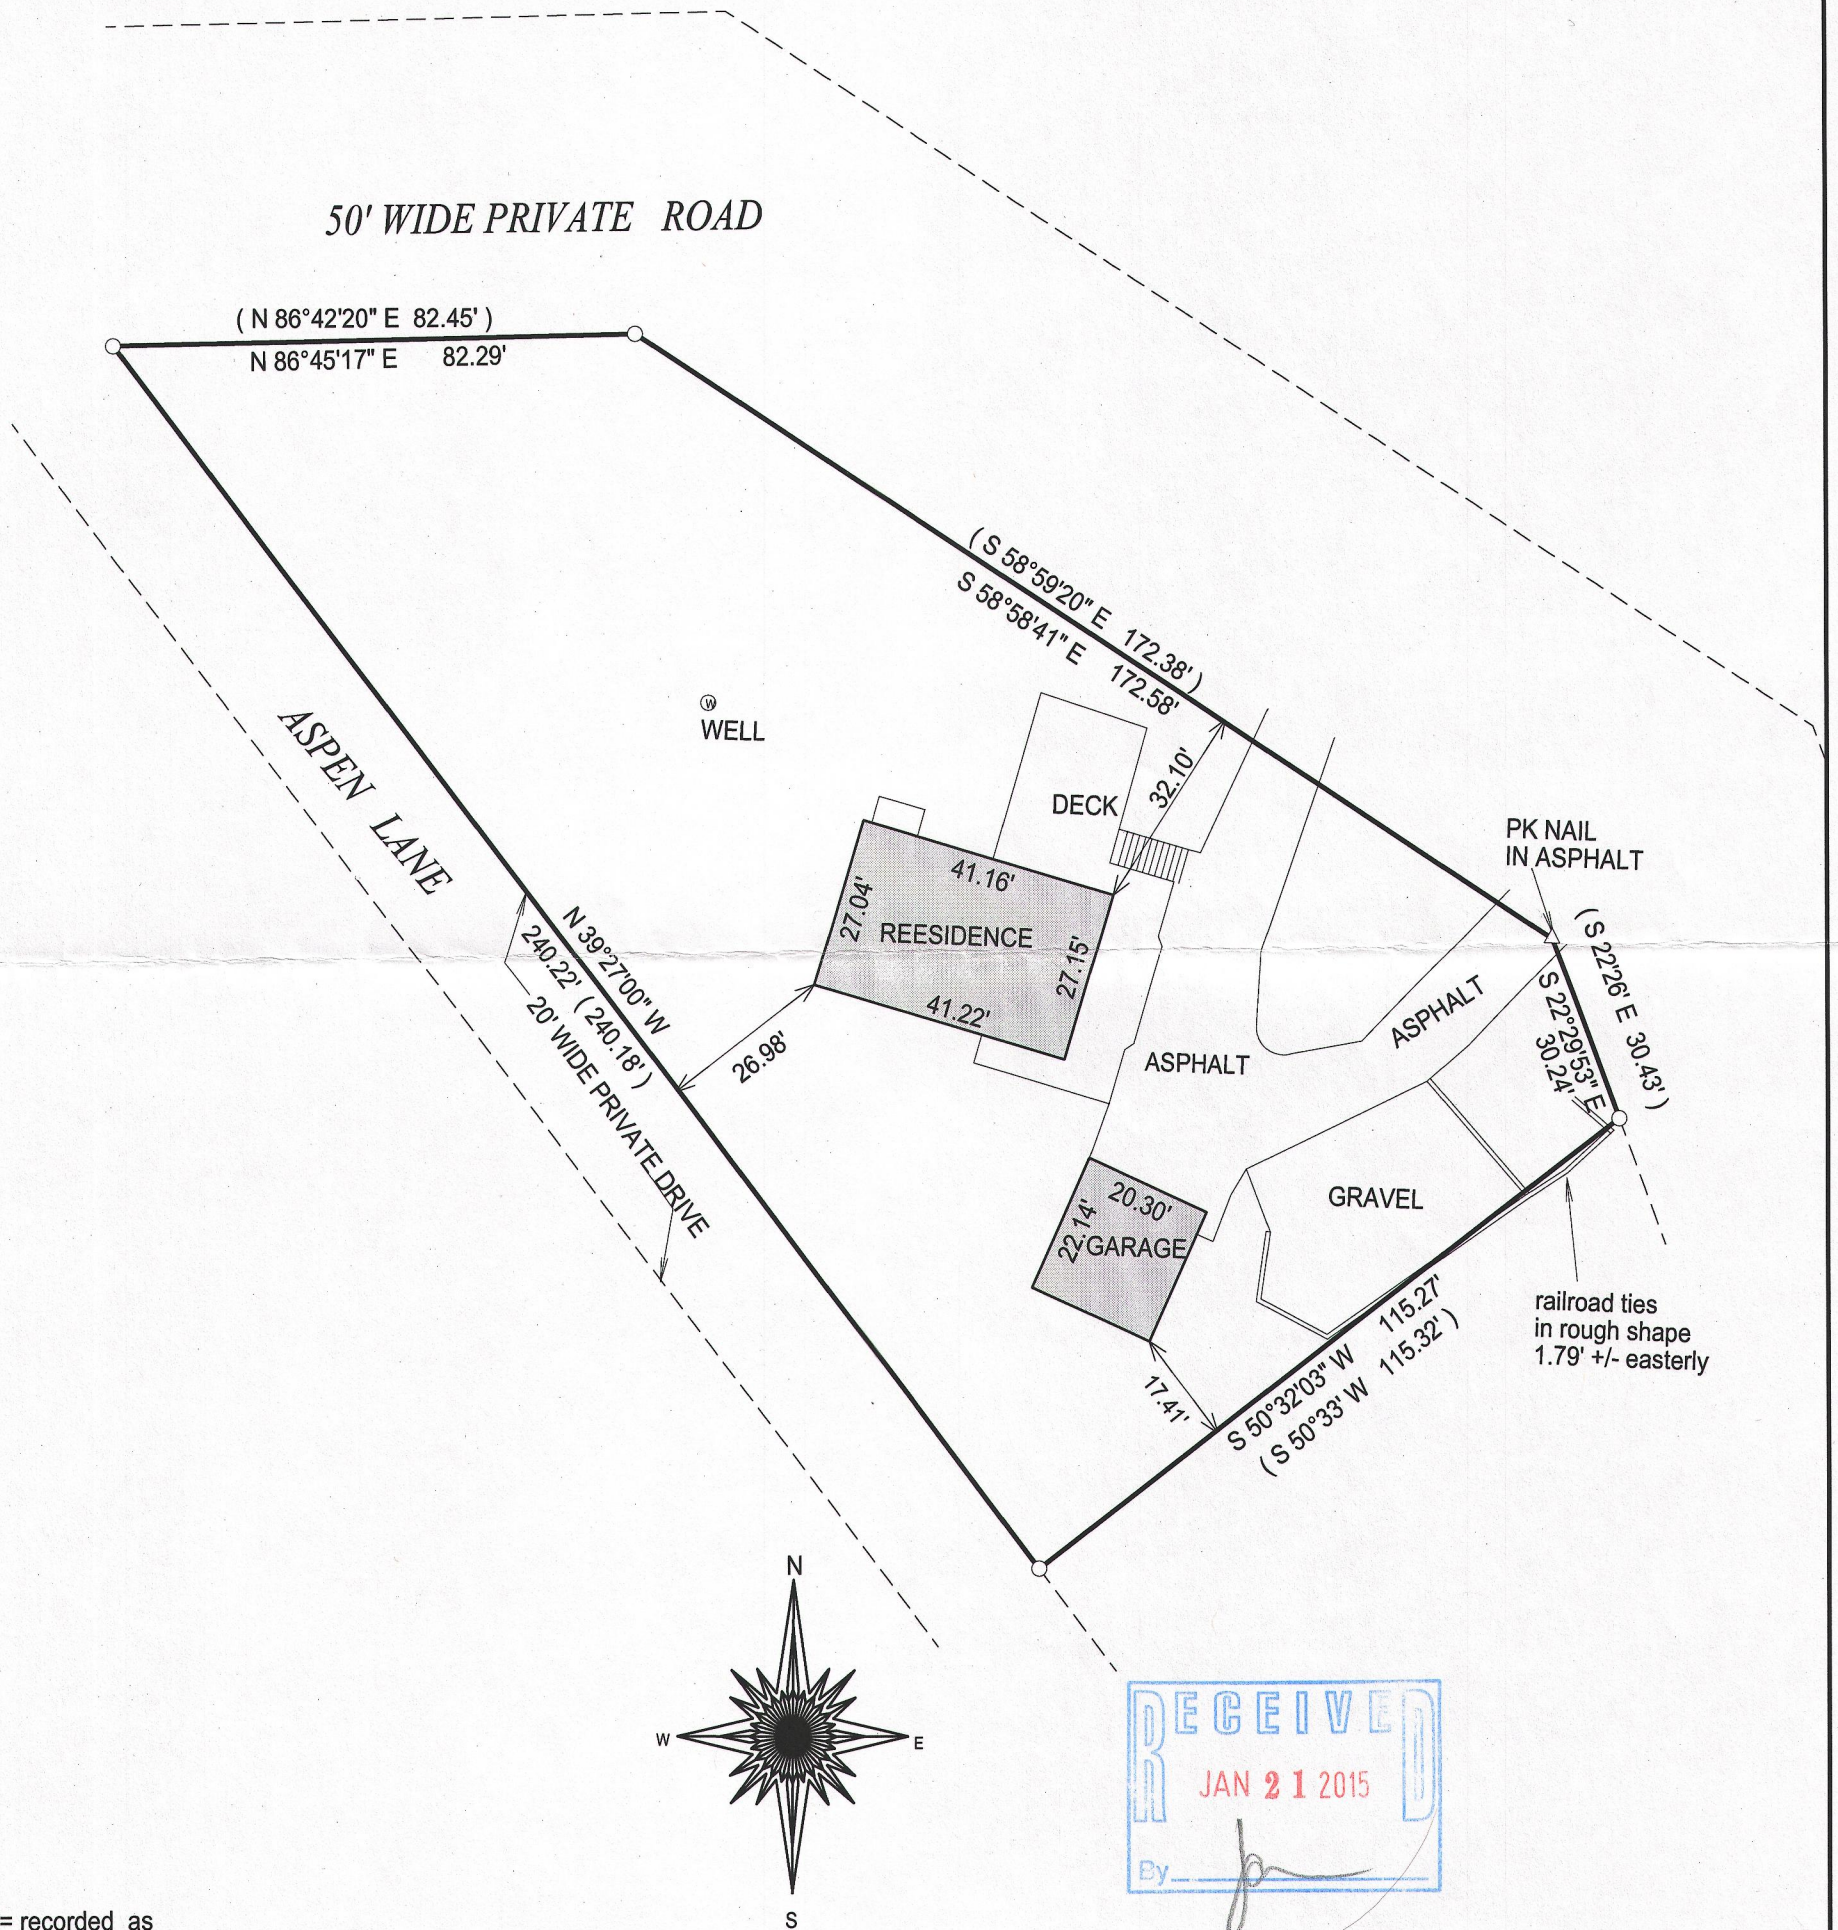 50' WIDE PRIVATE ROAD
( N 86°42'20" E 82.45' )
N 86°45'17" E 82.29'
( S 58°59'20" E 172.38' )
S 58°58'41" E 172.58'
W
WELL
ASPEN LANE
DECK
32.10'
PK NAIL
IN ASPHALT
41.16'
27.04'
REESIDENCE
27.15'
41.22'
( S 22°26' E 30.43' )
S 22°29'53" E
30.24'
N 39°27'00" W
240.22' ( 240.18' )
20' WIDE PRIVATE DRIVE
26.98'
ASPHALT
ASPHALT
20.30'
22.14'
GARAGE
GRAVEL
railroad ties
in rough shape
1.79' +/- easterly
17.41'
115.27'
S 50°32'03" W
( S 50°33' W 115.32' )
N
W
E
S
RECEIVED
JAN 21 2015
By
= recorded as